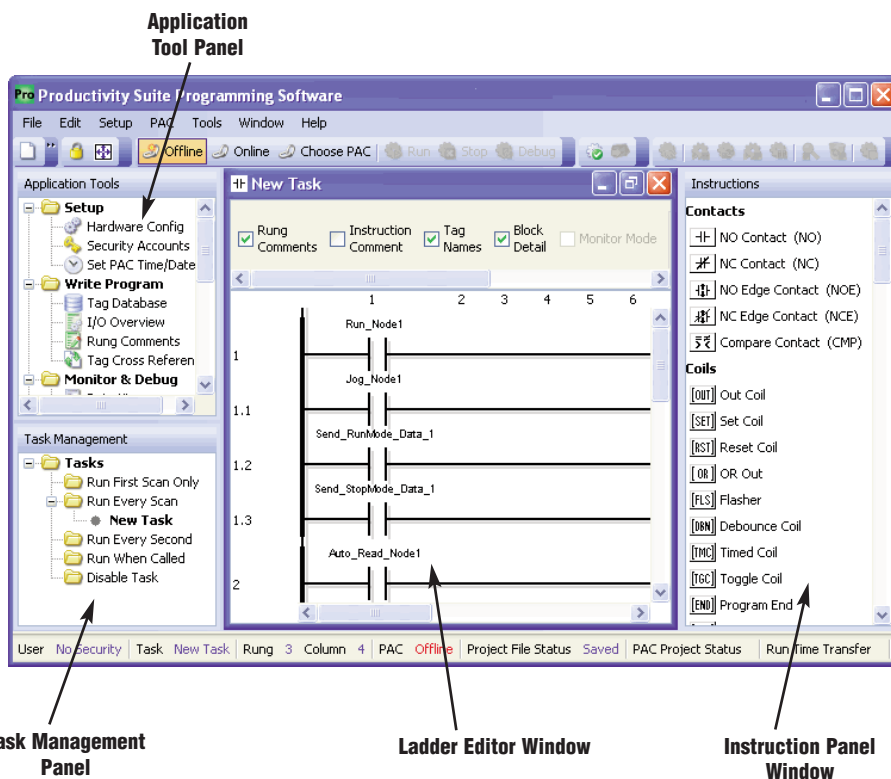 Application
Tool Panel
Pro Productivity Suite Programming Software
File Edit Setup PAC Tools Window Help
Offline Online Choose PAC Run Stop Debug
Application Tools
Setup
Hardware Config
Security Accounts
Set PAC Time/Date
Write Program
Tag Database
I/O Overview
Rung Comments
Tag Cross Referen
Monitor & Debug
Task Management
Tasks
Run First Scan Only
Run Every Scan
New Task
Run Every Second
Run When Called
Disable Task
New Task
Rung Comments
Instruction Comment
Tag Names
Block Detail
Monitor Mode
1 2 3 4 5 6
Run_Node1
1
Jog_Node1
1.1
Send_RunMode_Data_1
1.2
Send_StopMode_Data_1
1.3
Auto_Read_Node1
2
Instructions
Contacts
NO Contact (NO)
NC Contact (NC)
NO Edge Contact (NOE)
NC Edge Contact (NCE)
Compare Contact (CMP)
Coils
[OUT] Out Coil
[SET] Set Coil
[RST] Reset Coil
[OR] OR Out
[FLS] Flasher
[DBN] Debounce Coil
[TMC] Timed Coil
[TGC] Toggle Coil
[END] Program End
User No Security Task New Task Rung 3 Column 4 PAC Offline Project File Status Saved PAC Project Status Run Time Transfer
ask Management
Panel
Ladder Editor Window
Instruction Panel
Window